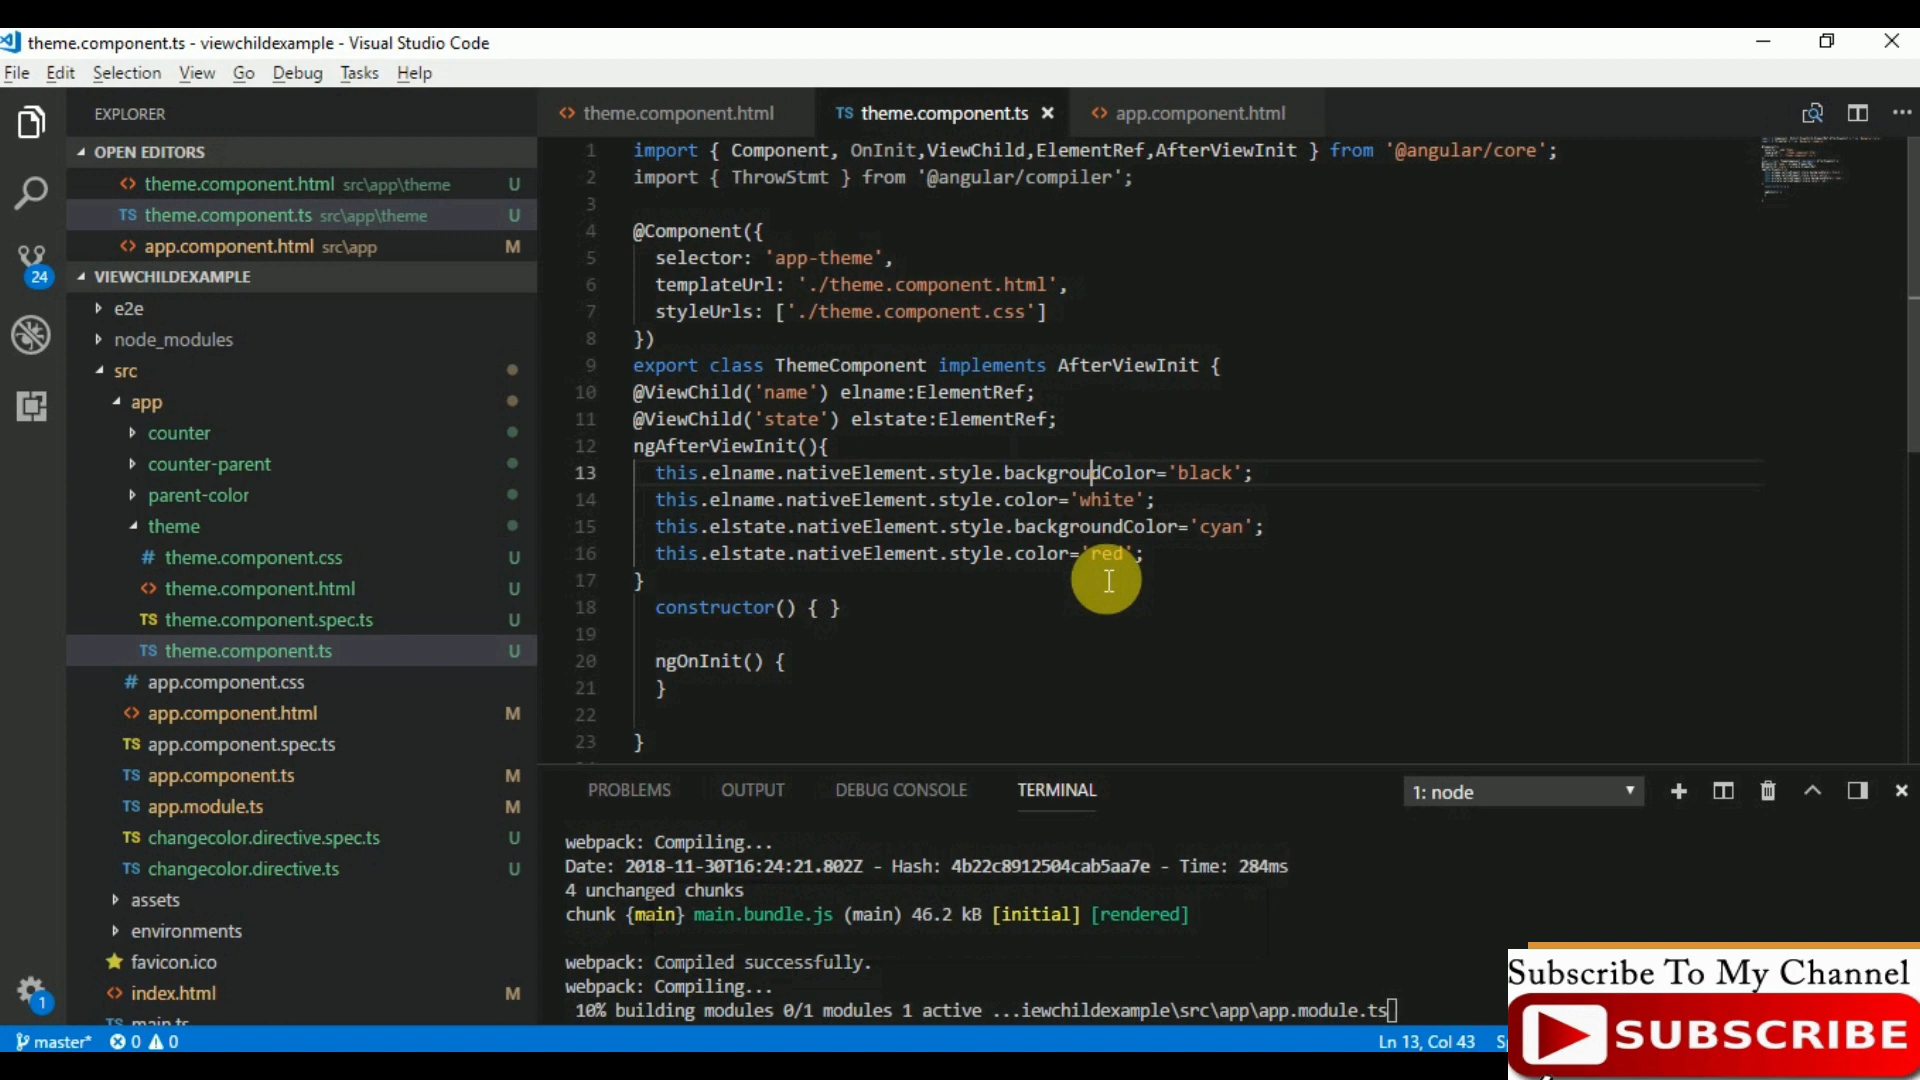 theme.component.ts - viewchildexample - Visual Studio Code
File Edit Selection View Go Debug Tasks Help
EXPLORER
OPEN EDITORS
theme.component.html src\app\theme U
TS theme.component.ts src\app\theme U
app.component.html src\app M
24
VIEWCHILDEXAMPLE
e2e
node_modules
src
app
counter
counter-parent
parent-color
theme
# theme.component.css U
<> theme.component.html U
TS theme.component.spec.ts U
TS theme.component.ts U
# app.component.css
<> app.component.html M
TS app.component.spec.ts
TS app.component.ts M
TS app.module.ts M
TS changecolor.directive.spec.ts U
TS changecolor.directive.ts U
assets
environments
favicon.ico
<> index.html M
TS main.ts
1
<> theme.component.html TS theme.component.ts <> app.component.html
1 import { Component, OnInit,ViewChild,ElementRef,AfterViewInit } from '@angular/core';
2 import { ThrowStmt } from '@angular/compiler';
3
4 @Component({
5 selector: 'app-theme',
6 templateUrl: './theme.component.html',
7 styleUrls: ['./theme.component.css']
8 })
9 export class ThemeComponent implements AfterViewInit {
10 @ViewChild('name') elname:ElementRef;
11 @ViewChild('state') elstate:ElementRef;
12 ngAfterViewInit(){
13 this.elname.nativeElement.style.backgroudColor='black';
14 this.elname.nativeElement.style.color='white';
15 this.elstate.nativeElement.style.backgroundColor='cyan';
16 this.elstate.nativeElement.style.color='red';
17 }
18 constructor() { }
19
20 ngOnInit() {
21 }
22
23 }
PROBLEMS OUTPUT DEBUG CONSOLE TERMINAL 1: node
webpack: Compiling...
Date: 2018-11-30T16:24:21.802Z - Hash: 4b22c8912504cab5aa7e - Time: 284ms
4 unchanged chunks
chunk {main} main.bundle.js (main) 46.2 kB [initial] [rendered]
webpack: Compiled successfully.
webpack: Compiling...
10% building modules 0/1 modules 1 active ...iewchildexample\src\app\app.module.ts
master* 0 0 Ln 13, Col 43
Subscribe To My Channel
SUBSCRIBE